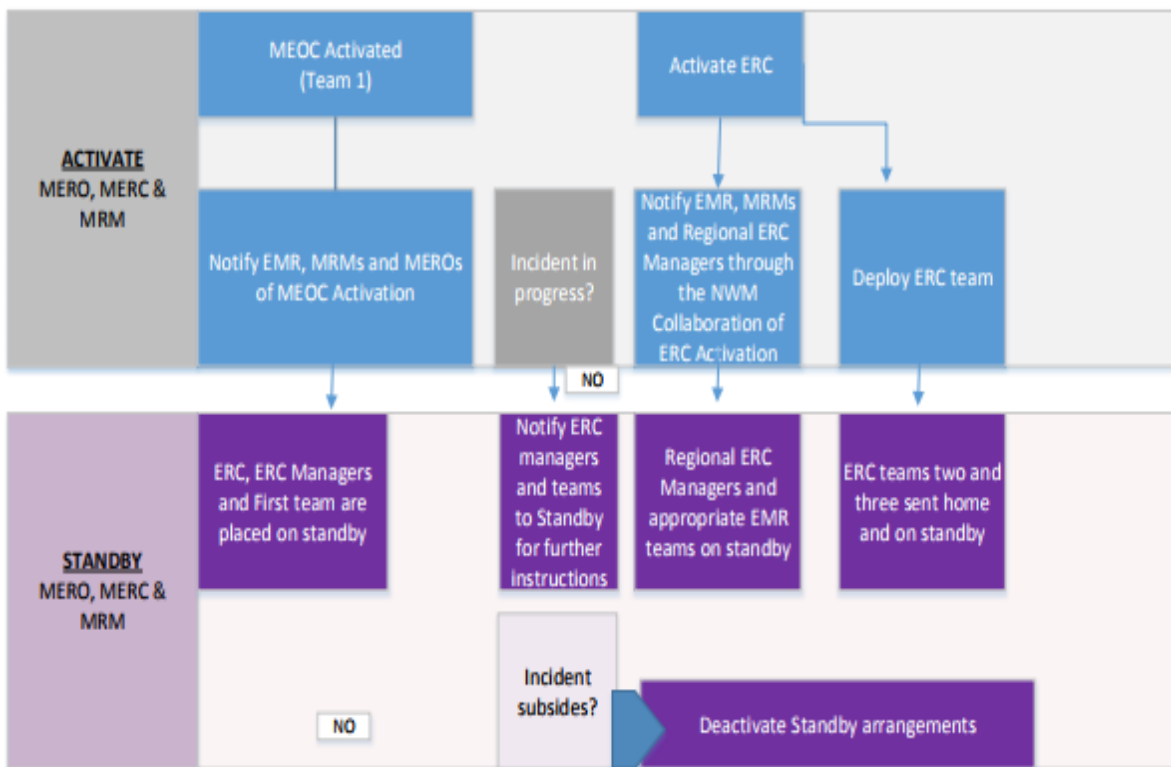 MEOC Activated
(Team 1)
Activate ERC
ACTIVATE
MERO, MERC &
MRM
Notify EMR, MRMs and MEROs
of MEOC Activation
Incident in
progress?
Notify EMR, MRMs
and Regional ERC
Managers through
the NWM
Collaboration of
ERC Activation
Deploy ERC team
NO
STANDBY
MERO, MERC &
MRM
ERC, ERC Managers
and First team are
placed on standby
Notify ERC
managers
and teams
to Standby
for further
instructions
Regional ERC
Managers and
appropriate EMR
teams on standby
ERC teams two and
three sent home
and on standby
Incident
subsides?
NO
Deactivate Standby arrangements